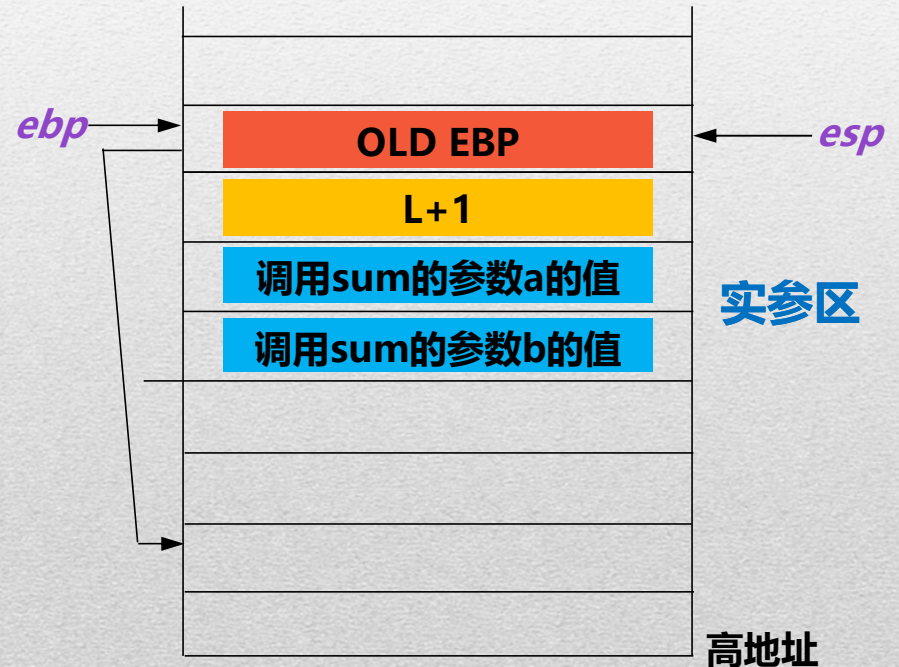 ebp
OLD EBP
esp
L+1
调用sum的参数a的值
实参区
调用sum的参数b的值
高地址